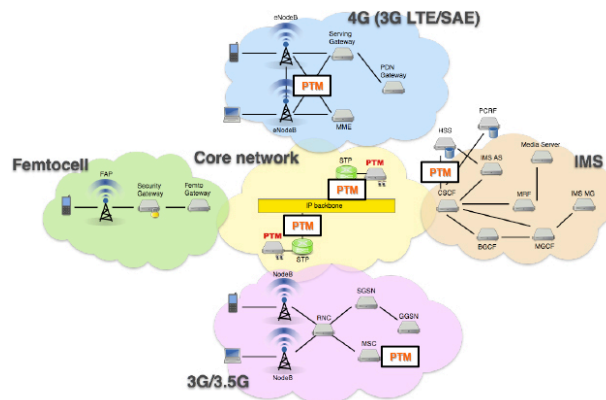 4G (3G LTE/SAE)
eNodeB
Serving
Gateway
PTM
PDN
Gateway
eNodeB
MME
Femtocell
FAP
Security
Gateway
Femto
Gateway
Core network
STP
PTM
PTM
IP backbone
PTM
PTM
STP
PCRF
HSS
Media Server
IMS
PTM
IMS AS
CSCF
MRF
IMS MG
BGCF
MGCF
NodeB
SGSN
RNC
GGSN
MSC
PTM
NodeB
3G/3.5G